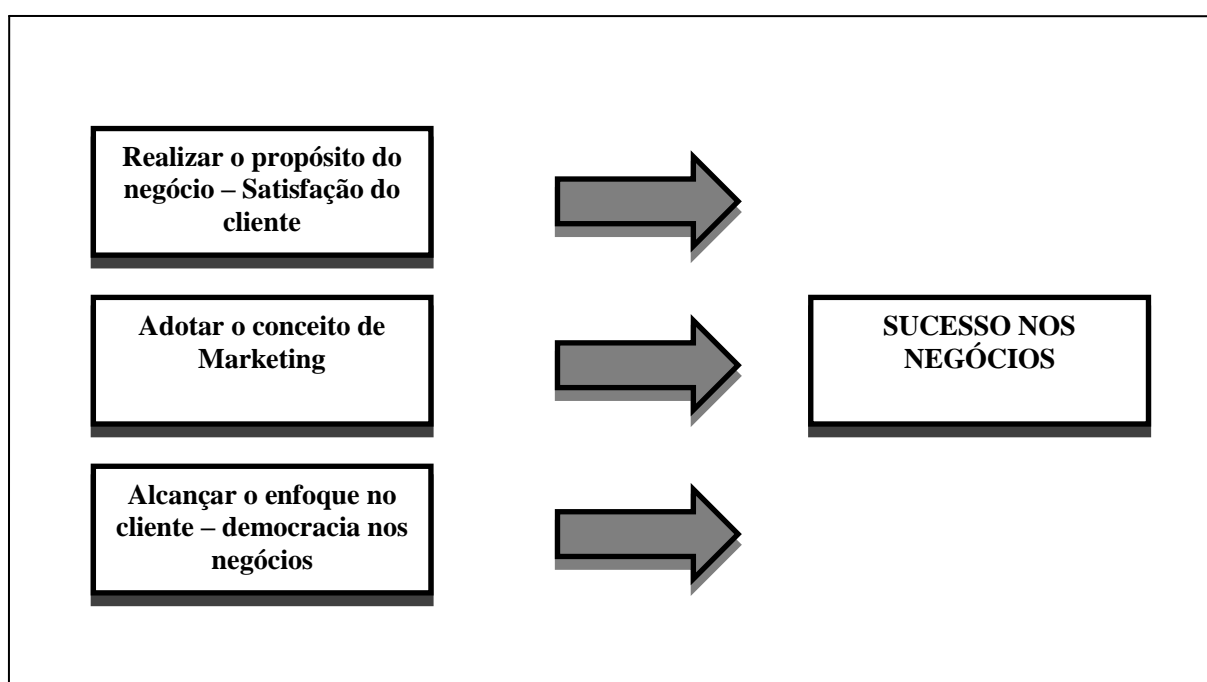 Realizar o propósito do
negócio – Satisfação do
cliente
Adotar o conceito de
Marketing
SUCESSO NOS
NEGÓCIOS
Alcançar o enfoque no
cliente – democracia nos
negócios